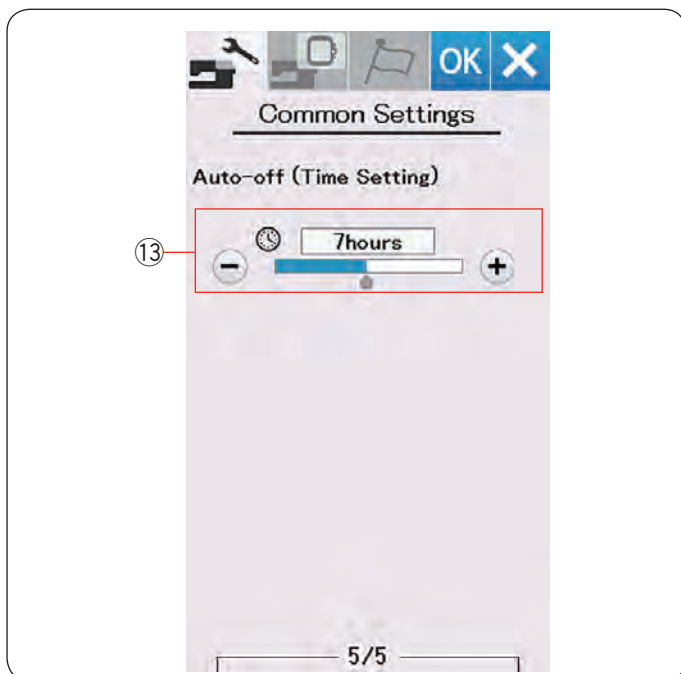 OK X
Common Settings
Auto-off (Time Setting)
⑬
7hours
− +
5/5